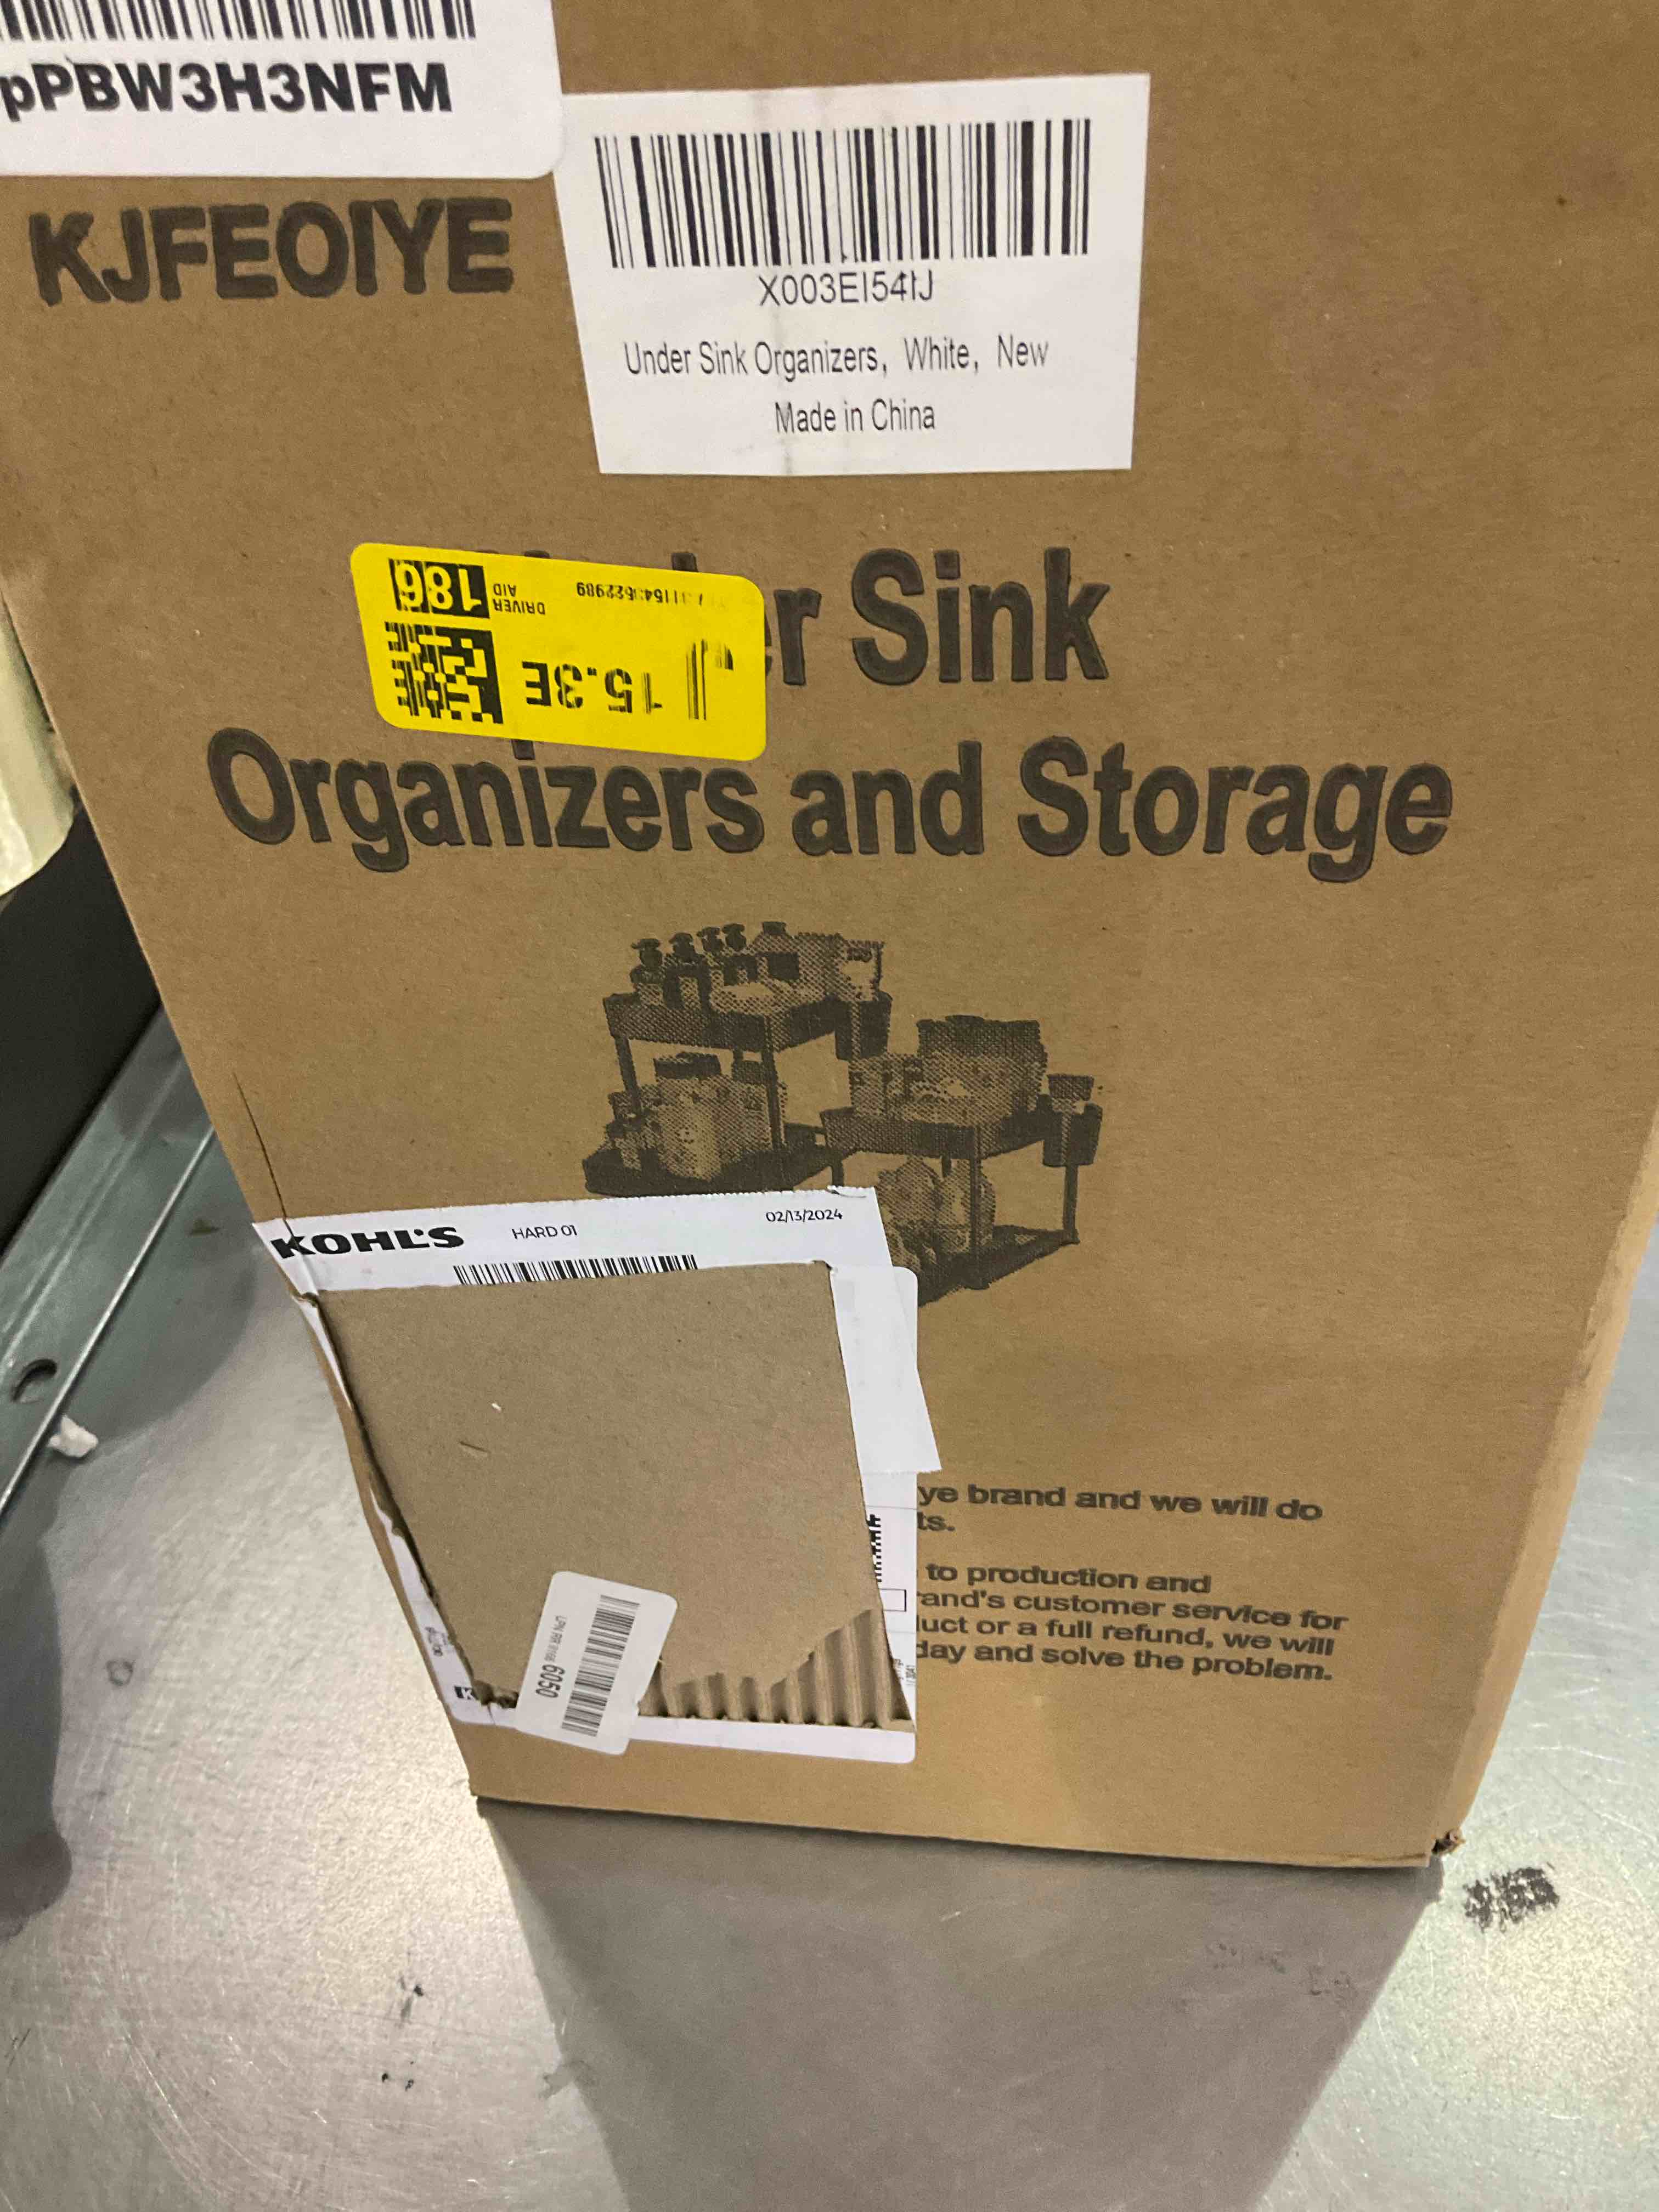 pPBW3H3NFM
KJFEOIYE
Under Sink Organizers, White, New
Made in China
DRIVER
AID
186
15.3E
er Sink
Organizers and Storage
KOHL'S HARD 01 02/13/2024
ye brand and we will do
ts.
to production and
rand's customer service for
uct or a full refund, we will
day and solve the problem.
6050
K